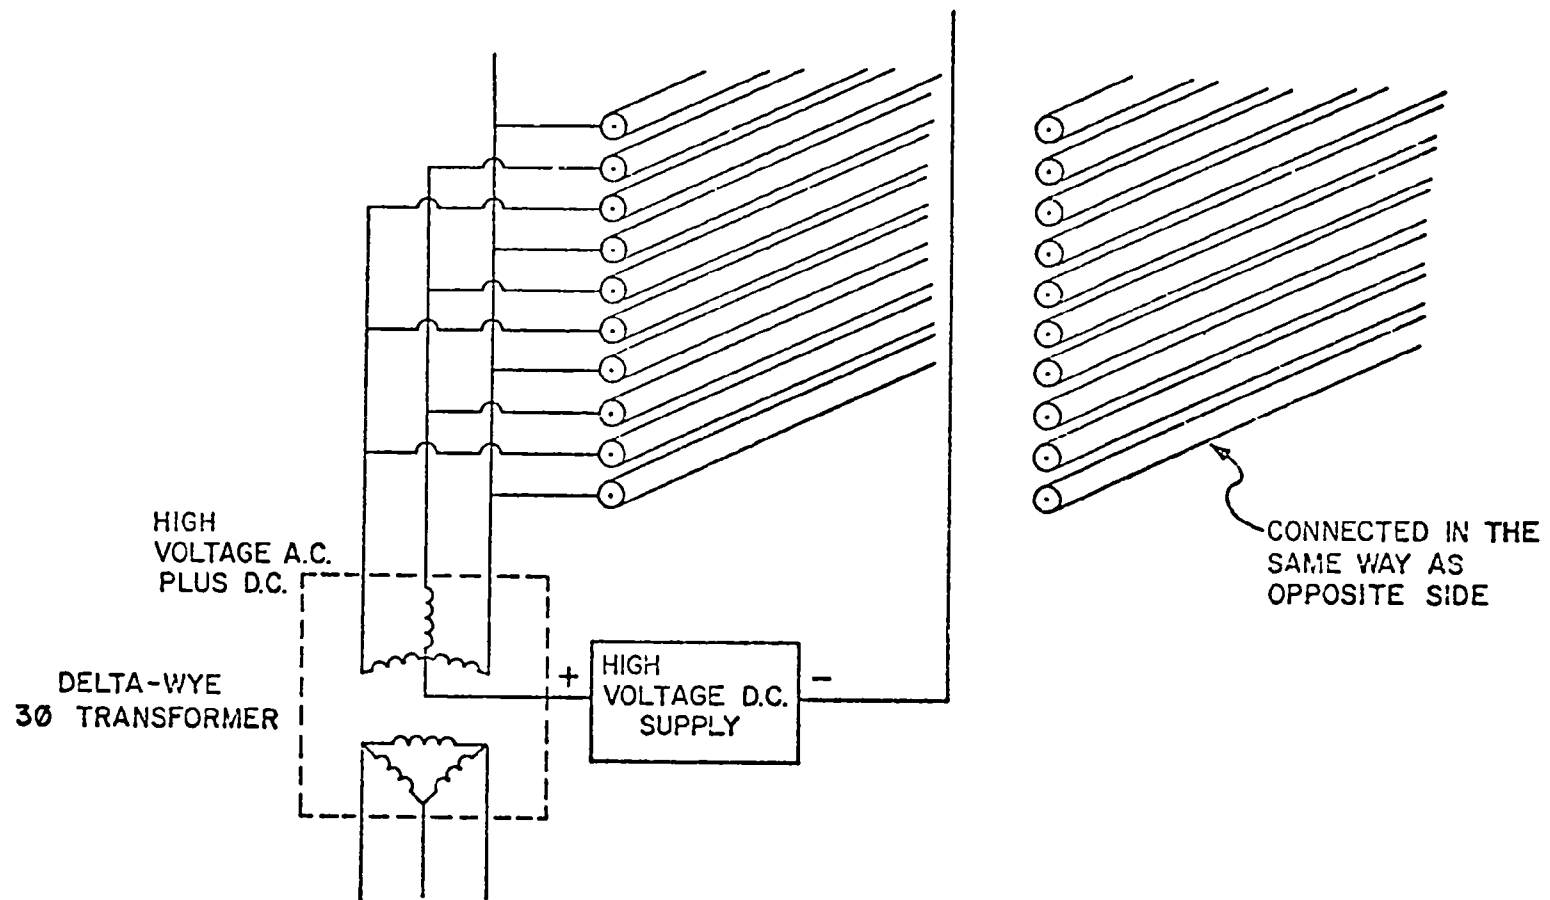 HIGH
VOLTAGE A.C.
PLUS D.C.
CONNECTED IN THE
SAME WAY AS
OPPOSITE SIDE
DELTA-WYE
3Ø TRANSFORMER
+
HIGH
VOLTAGE D.C.
SUPPLY
−